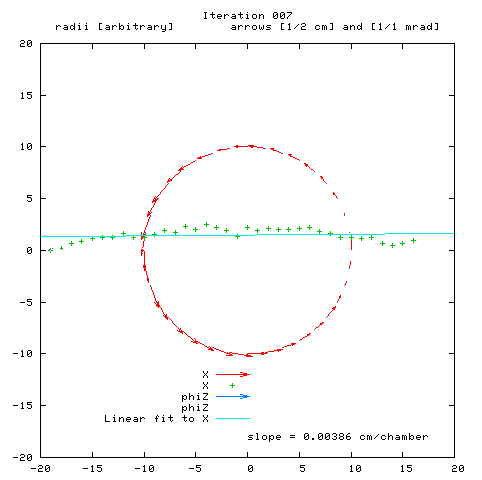 Iteration 007
radii [arbitrary] arrows [1/2 cm] and [1/1 mrad]
20
15
10
5
0
-5
-10
-15
-20
X
X
phiZ
phiZ
Linear fit to X
slope = 0.00386 cm/chamber
-20 -15 -10 -5 0 5 10 15 20